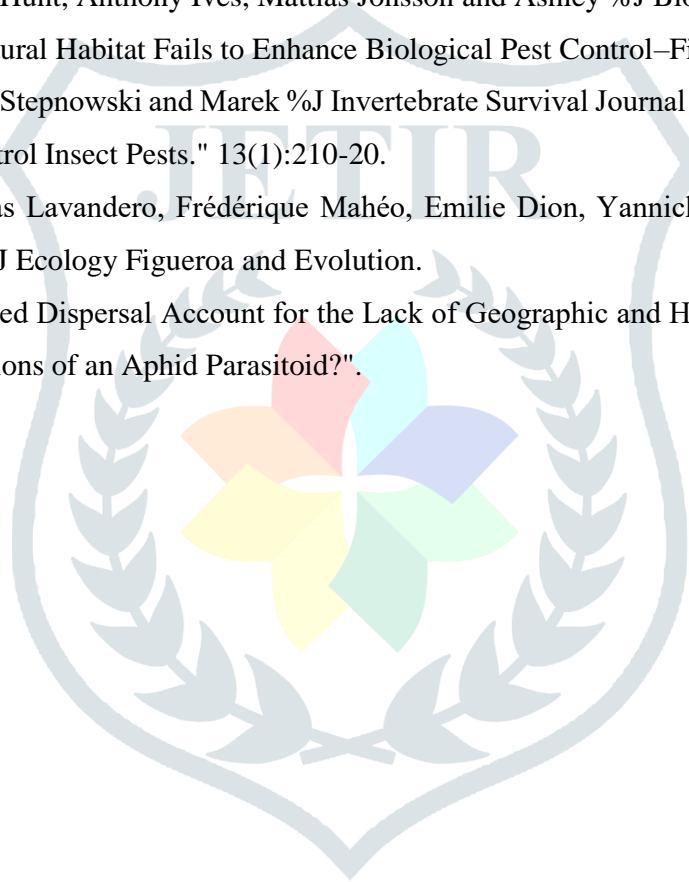 Hunt, Anthony Ives, Mattias Jonsson and Ashley %J Bio
ural Habitat Fails to Enhance Biological Pest Control–Fi
Stepnowski and Marek %J Invertebrate Survival Journal
trol Insect Pests." 13(1):210-20.
as Lavandero, Frédérique Mahéo, Emilie Dion, Yannick
J Ecology Figueroa and Evolution.
ed Dispersal Account for the Lack of Geographic and H
ions of an Aphid Parasitoid?".
JETIR